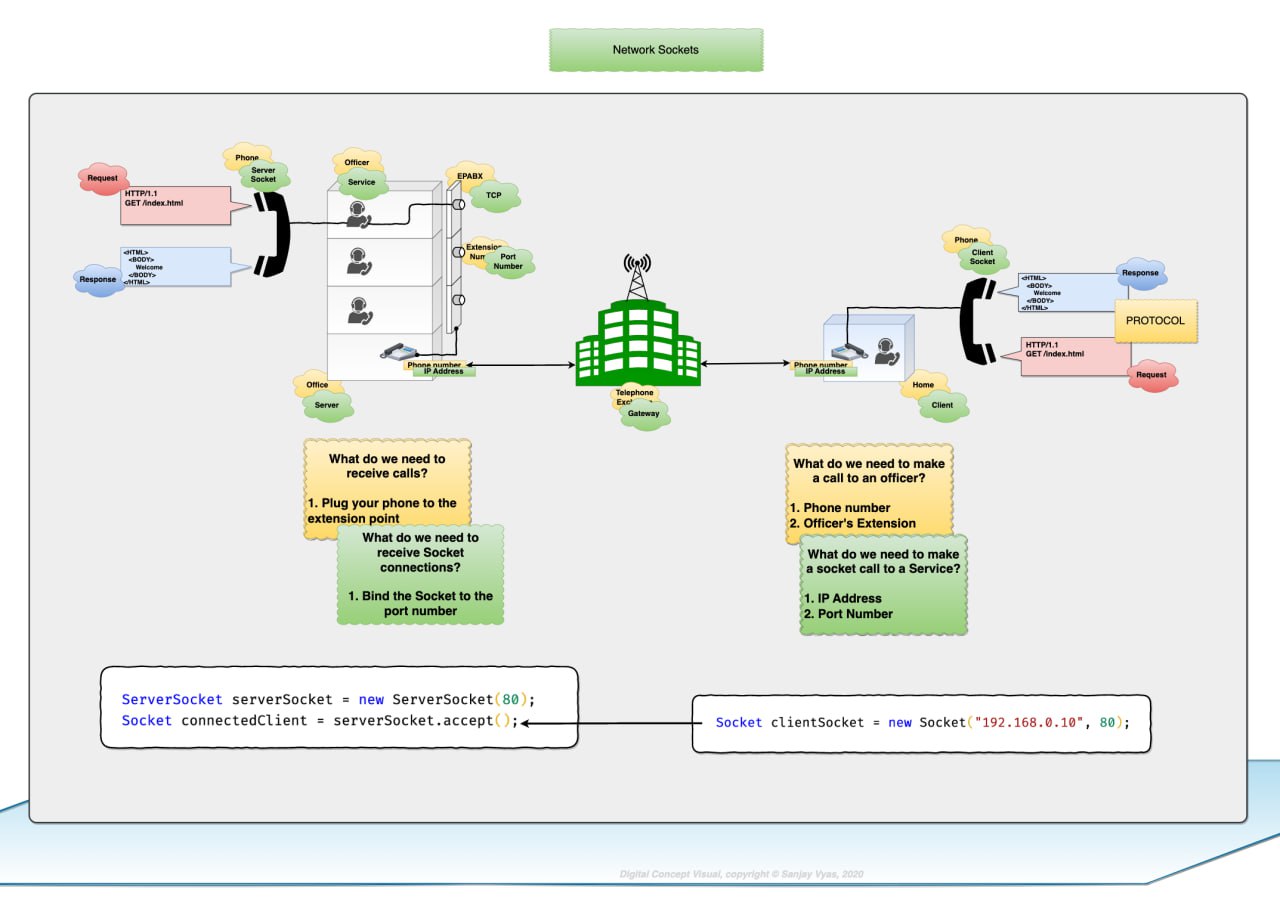 Network Sockets
Request
HTTP/1.1
GET /index.html
Phone
Server
Socket
Response
<HTML>
<BODY>
Welcome
</BODY>
</HTML>
Officer
Service
EPABX
TCP
Extension
Port
Number
Phone number
IP Address
Office
Server
Telephone
Gateway
Phone number
IP Address
Home
Client
Phone
Client
Socket
<HTML>
<BODY>
Welcome
</BODY>
</HTML>
Response
PROTOCOL
HTTP/1.1
GET /index.html
Request
What do we need to
receive calls?
1. Plug your phone to the
extension point
What do we need to
receive Socket
connections?
1. Bind the Socket to the
port number
What do we need to make
a call to an officer?
1. Phone number
2. Officer's Extension
What do we need to make
a socket call to a Service?
1. IP Address
2. Port Number
ServerSocket serverSocket = new ServerSocket(80);
Socket connectedClient = serverSocket.accept();
Socket clientSocket = new Socket("192.168.0.10", 80);
Digital Concept Visual, copyright © Sanjay Vyas, 2020